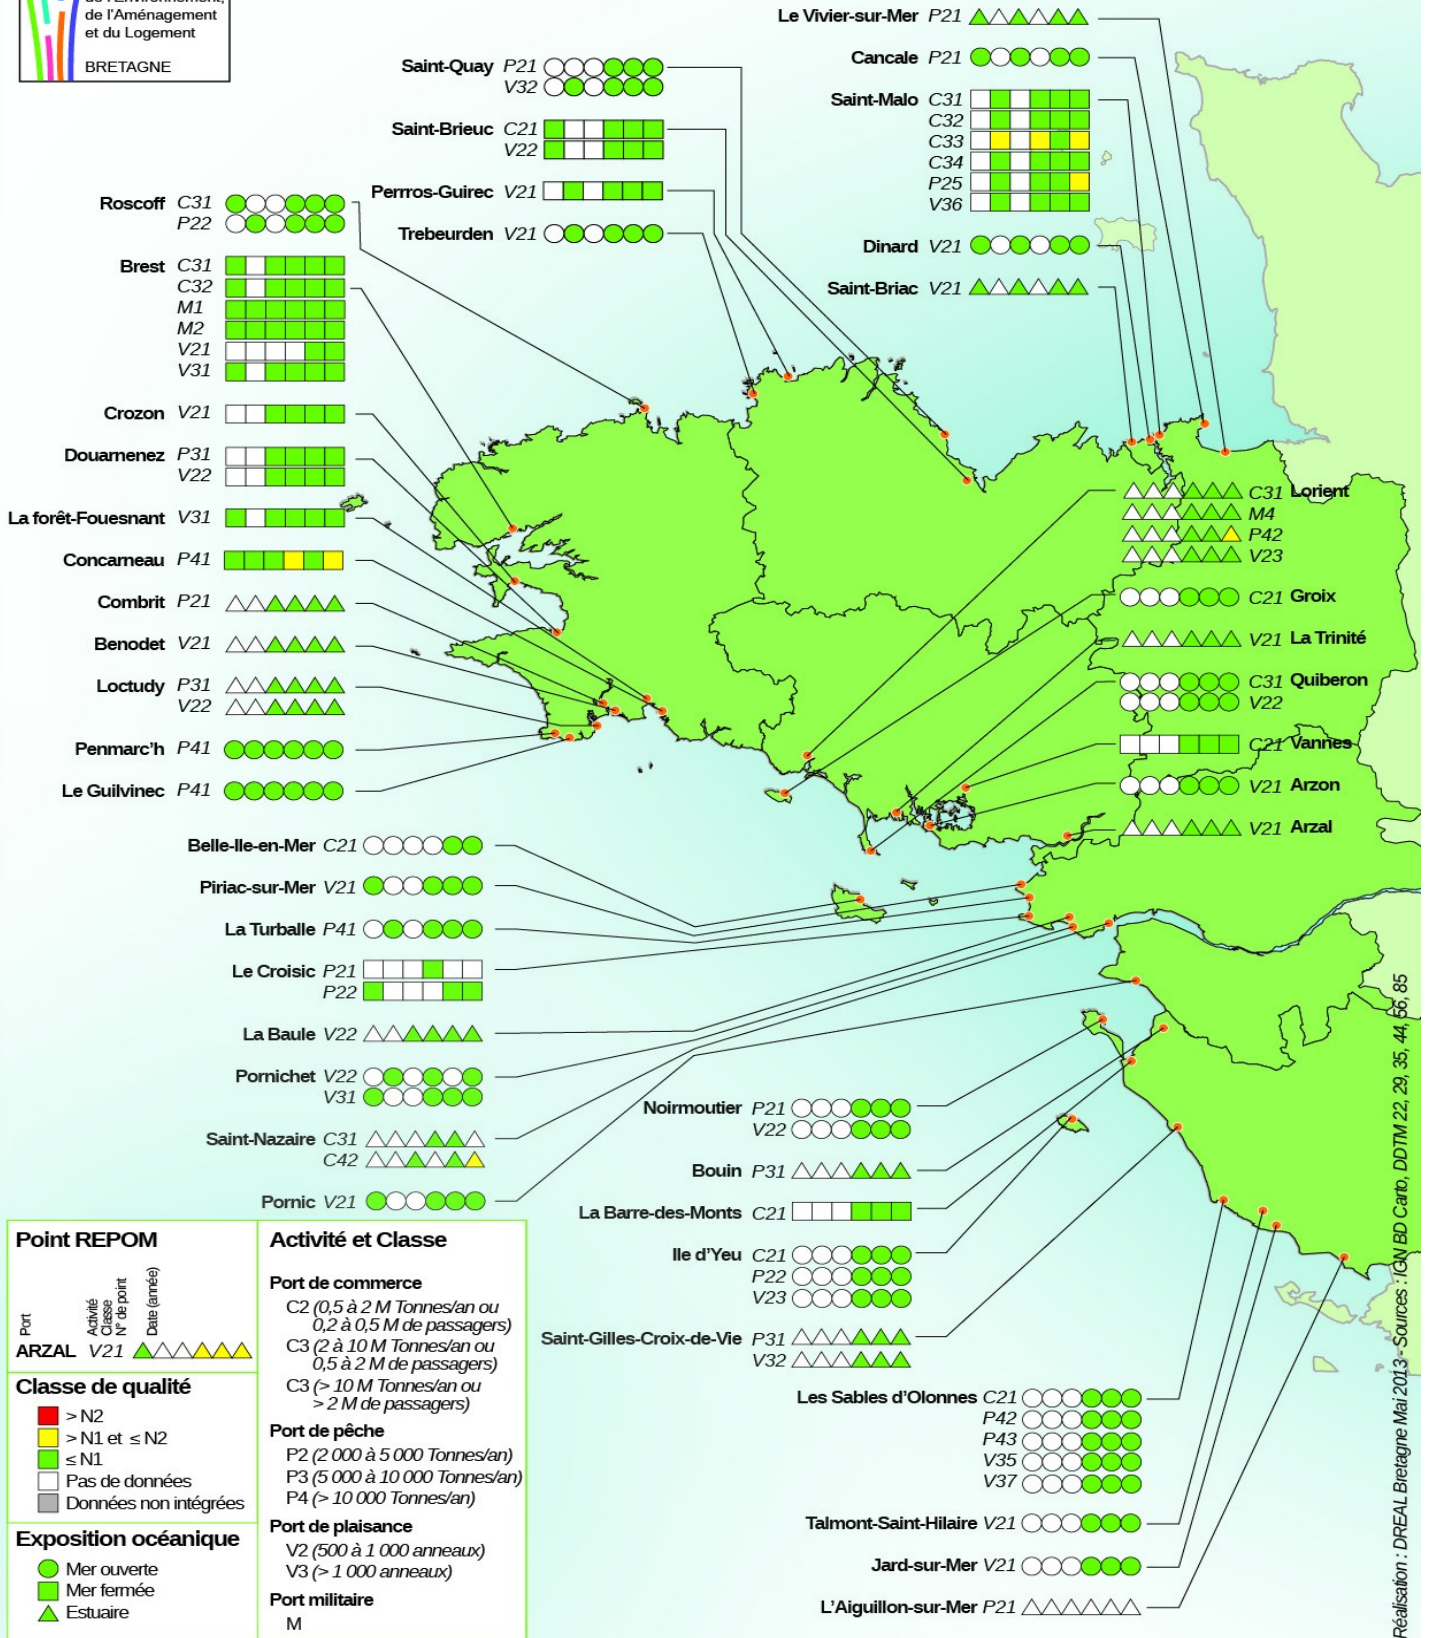 de l'Environnement,
de l'Aménagement
et du Logement
BRETAGNE
Le Vivier-sur-Mer P21
Cancale P21
Saint-Malo C31
C32
C33
C34
P25
V36
Dinard V21
Saint-Briac V21
Saint-Quay P21
V32
Saint-Brieuc C21
V22
Perrros-Guirec V21
Trebeurden V21
Roscoff C31
P22
Brest C31
C32
M1
M2
V21
V31
Crozon V21
Douarnenez P31
V22
La forêt-Fouesnant V31
Concarneau P41
Combrit P21
Benodet V21
Loctudy P31
V22
Penmarc'h P41
Le Guilvinec P41
C31 Lorient
M4
P42
V23
C21 Groix
V21 La Trinité
C31 Quiberon
V22
C21 Vannes
V21 Arzon
V21 Arzal
Belle-Ile-en-Mer C21
Piriac-sur-Mer V21
La Turballe P41
Le Croisic P21
P22
La Baule V22
Pornichet V22
V31
Saint-Nazaire C31
C42
Pornic V21
Noirmoutier P21
V22
Bouin P31
La Barre-des-Monts C21
Ile d'Yeu C21
P22
V23
Saint-Gilles-Croix-de-Vie P31
V32
Les Sables d'Olonnes C21
P42
P43
V35
V37
Talmont-Saint-Hilaire V21
Jard-sur-Mer V21
L'Aiguillon-sur-Mer P21
Point REPOM
Port
Activité
Classe
N° de point
Date (année)
ARZAL V21
Classe de qualité
> N2
> N1 et ≤ N2
≤ N1
Pas de données
Données non intégrées
Exposition océanique
Mer ouverte
Mer fermée
Estuaire
Activité et Classe
Port de commerce
C2 (0,5 à 2 M Tonnes/an ou
0,2 à 0,5 M de passagers)
C3 (2 à 10 M Tonnes/an ou
0,5 à 2 M de passagers)
C3 (> 10 M Tonnes/an ou
> 2 M de passagers)
Port de pêche
P2 (2 000 à 5 000 Tonnes/an)
P3 (5 000 à 10 000 Tonnes/an)
P4 (> 10 000 Tonnes/an)
Port de plaisance
V2 (500 à 1 000 anneaux)
V3 (> 1 000 anneaux)
Port militaire
M
Réalisation : DREAL Bretagne Mai 2013 - Sources : IGN BD Carto, DDTM 22, 29, 35, 44, 56, 85